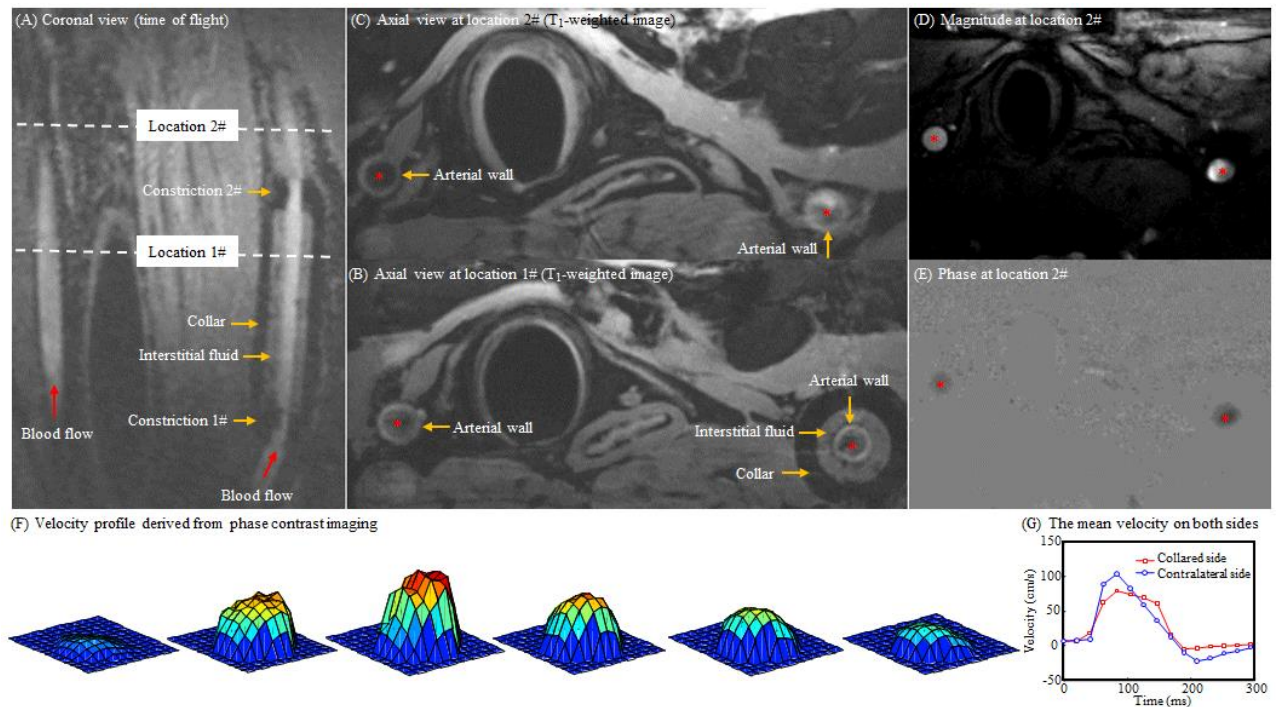 (A) Coronal view (time of flight)
Location 2#
Constriction 2#
Location 1#
Collar
Interstitial fluid
Constriction 1#
Blood flow
Blood flow
(C) Axial view at location 2# (T₁-weighted image)
* Arterial wall
*
Arterial wall
(B) Axial view at location 1# (T₁-weighted image)
Arterial wall
* Arterial wall
Interstitial fluid *
Collar
(D) Magnitude at location 2#
*
*
(E) Phase at location 2#
*
*
(F) Velocity profile derived from phase contrast imaging
(G) The mean velocity on both sides
150
100
50
0
-50
Velocity (cm/s)
Collared side
Contralateral side
0 100 200 300
Time (ms)